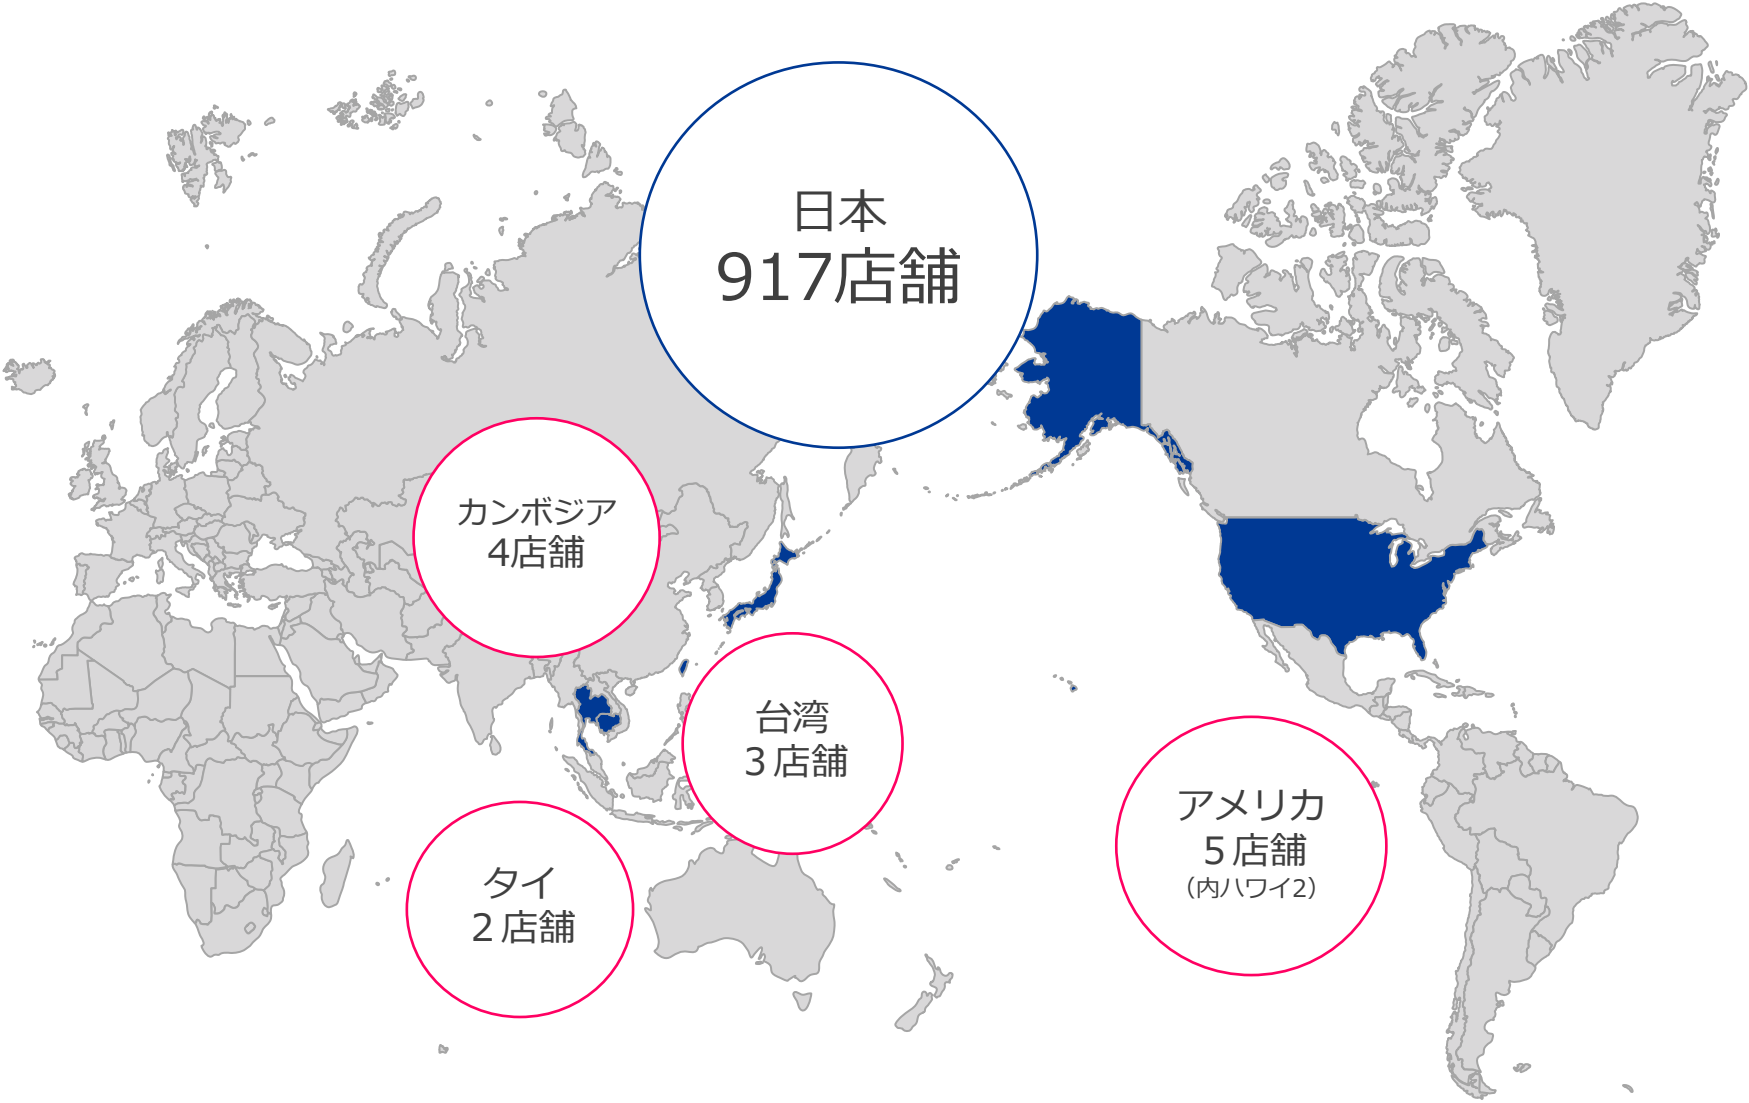 日本
917店舗
カンボジア
4店舗
台湾
３店舗
アメリカ
５店舗
（内ハワイ2）
タイ
２店舗